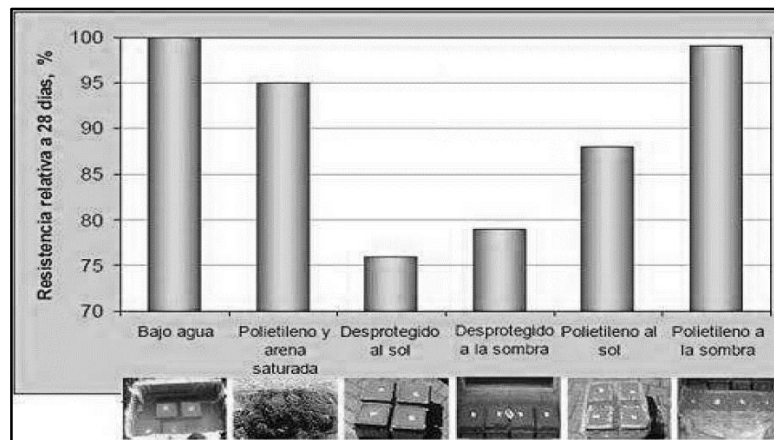 Resistencia relativa a 28 días, %
100
95
90
85
80
75
70
Bajo agua
Polietileno y
arena
saturada
Desprotegido
al sol
Desprotegido
a la sombra
Polietileno al
sol
Polietileno a
la sombra